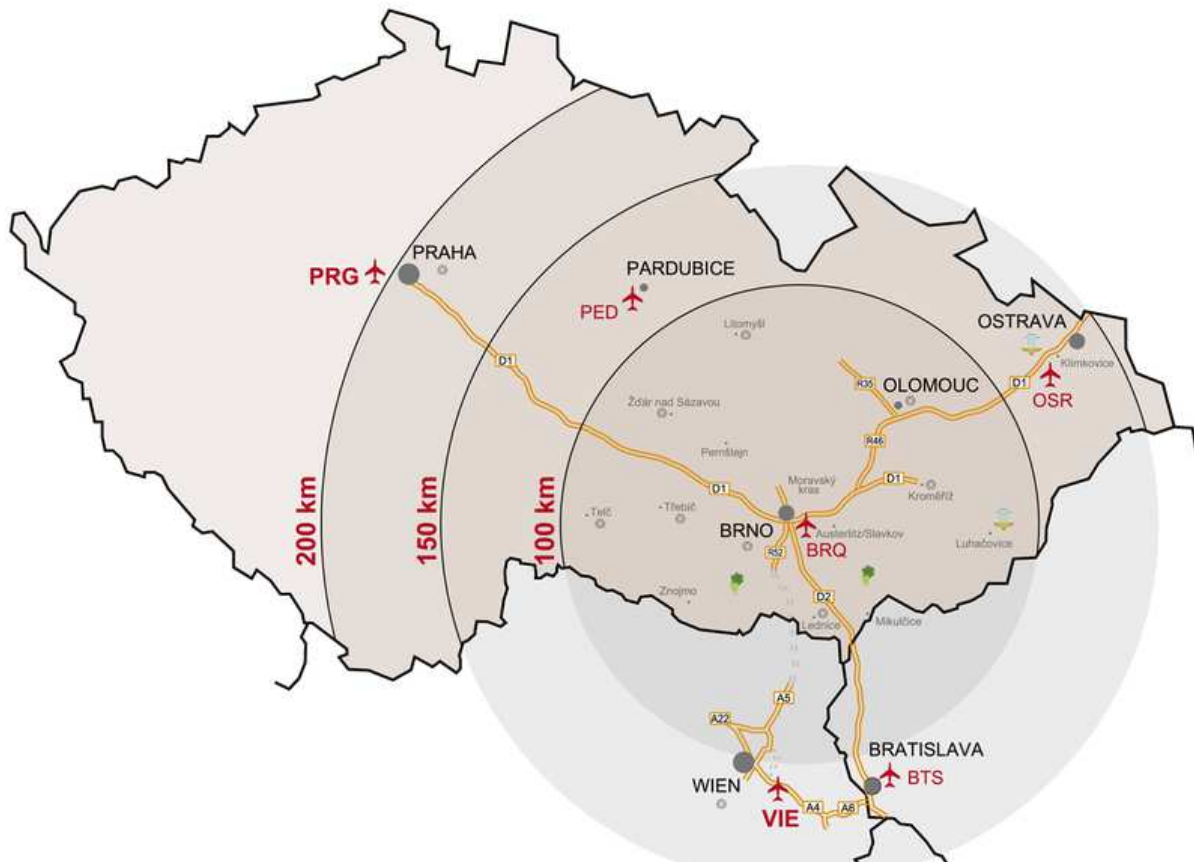 PRAHA
PRG
PARDUBICE
PED
Litomyšl
OSTRAVA
Klimkovice
OSR
D1
D1
R35
OLOMOUC
Žďár nad Sázavou
R46
Pernštejn
D1
D1
Moravský
kras
Kroměříž
200 km
150 km
100 km
Telč
Třebíč
BRNO
BRQ
Austerlitz/Slavkov
Luhačovice
R52
Znojmo
D2
Lednice
Mikulčice
A5
A22
BRATISLAVA
BTS
WIEN
VIE
A4
A6